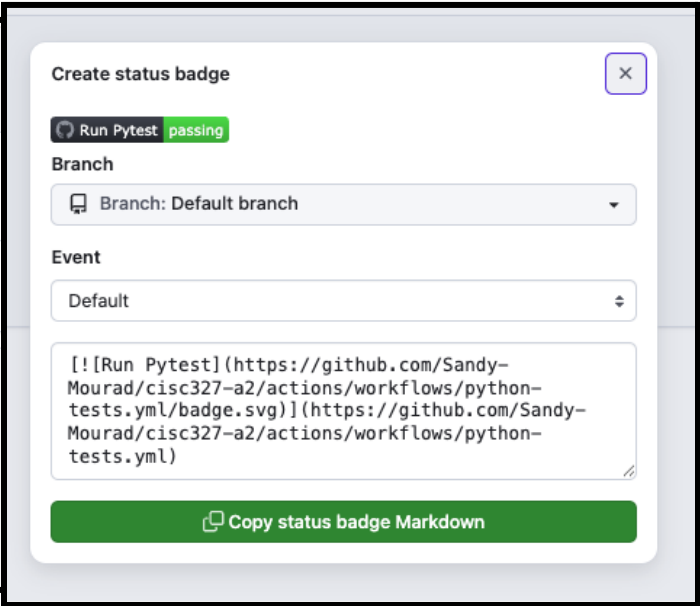 Create status badge
Run Pytest passing
Branch
Branch: Default branch
Event
Default
[![Run Pytest](https://github.com/Sandy-
Mourad/cisc327-a2/actions/workflows/python-
tests.yml/badge.svg)](https://github.com/Sandy-
Mourad/cisc327-a2/actions/workflows/python-
tests.yml)
Copy status badge Markdown